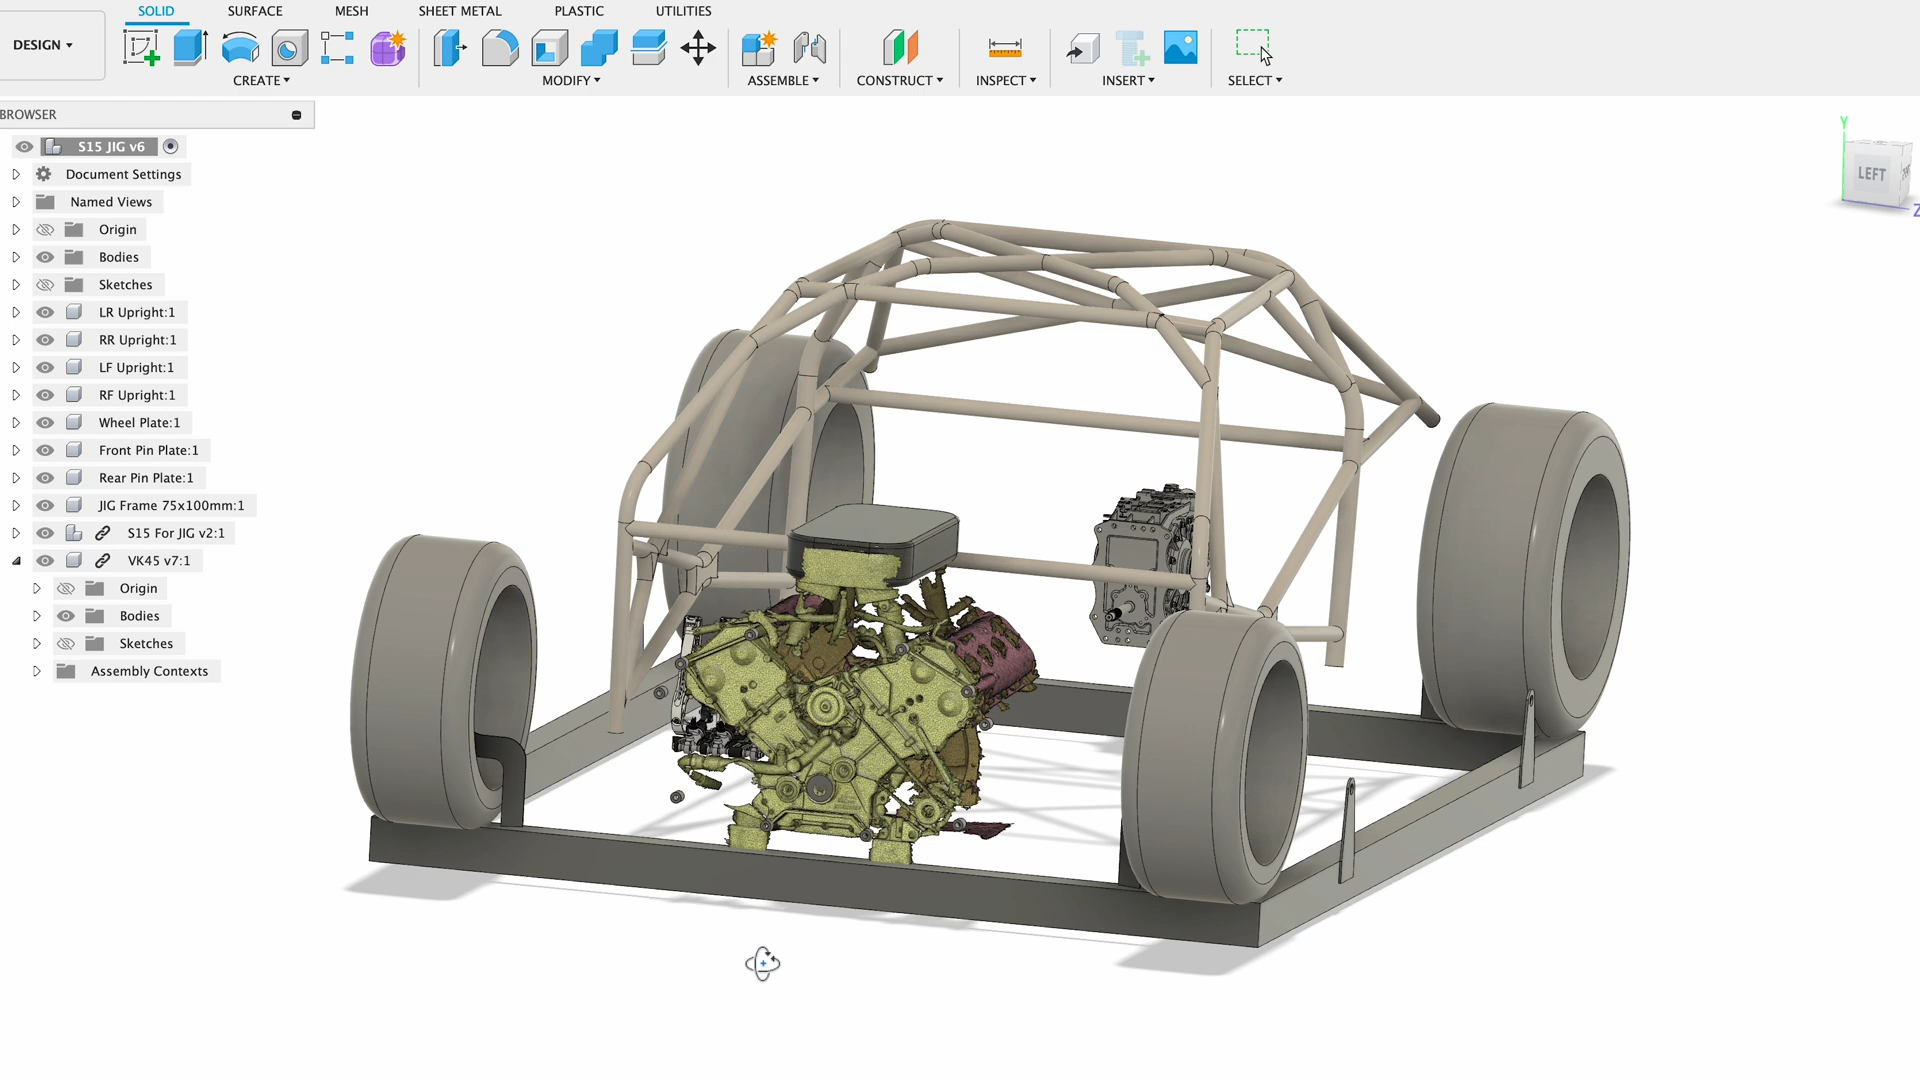 SOLID SURFACE MESH SHEET METAL PLASTIC UTILITIES
DESIGN
CREATE MODIFY ASSEMBLE CONSTRUCT INSPECT INSERT SELECT
BROWSER
S15 JIG v6
Document Settings
Named Views
Origin
Bodies
Sketches
LR Upright:1
RR Upright:1
LF Upright:1
RF Upright:1
Wheel Plate:1
Front Pin Plate:1
Rear Pin Plate:1
JIG Frame 75x100mm:1
S15 For JIG v2:1
VK45 v7:1
Origin
Bodies
Sketches
Assembly Contexts
Y
LEFT
Z